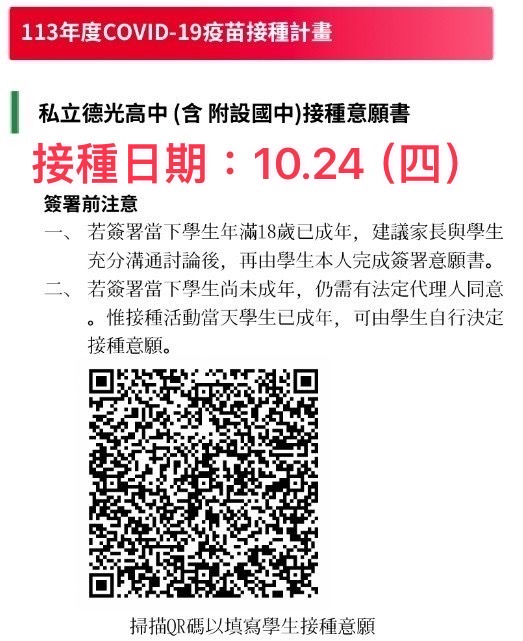 113年度COVID-19疫苗接種計畫
私立德光高中 (含 附設國中)接種意願書
接種日期：10.24 (四)
簽署前注意
一、 若簽署當下學生年滿18歲已成年，建議家長與學生
充分溝通討論後，再由學生本人完成簽署意願書。
二、 若簽署當下學生尚未成年，仍需有法定代理人同意
。惟接種活動當天學生已成年，可由學生自行決定
接種意願。
掃描QR碼以填寫學生接種意願